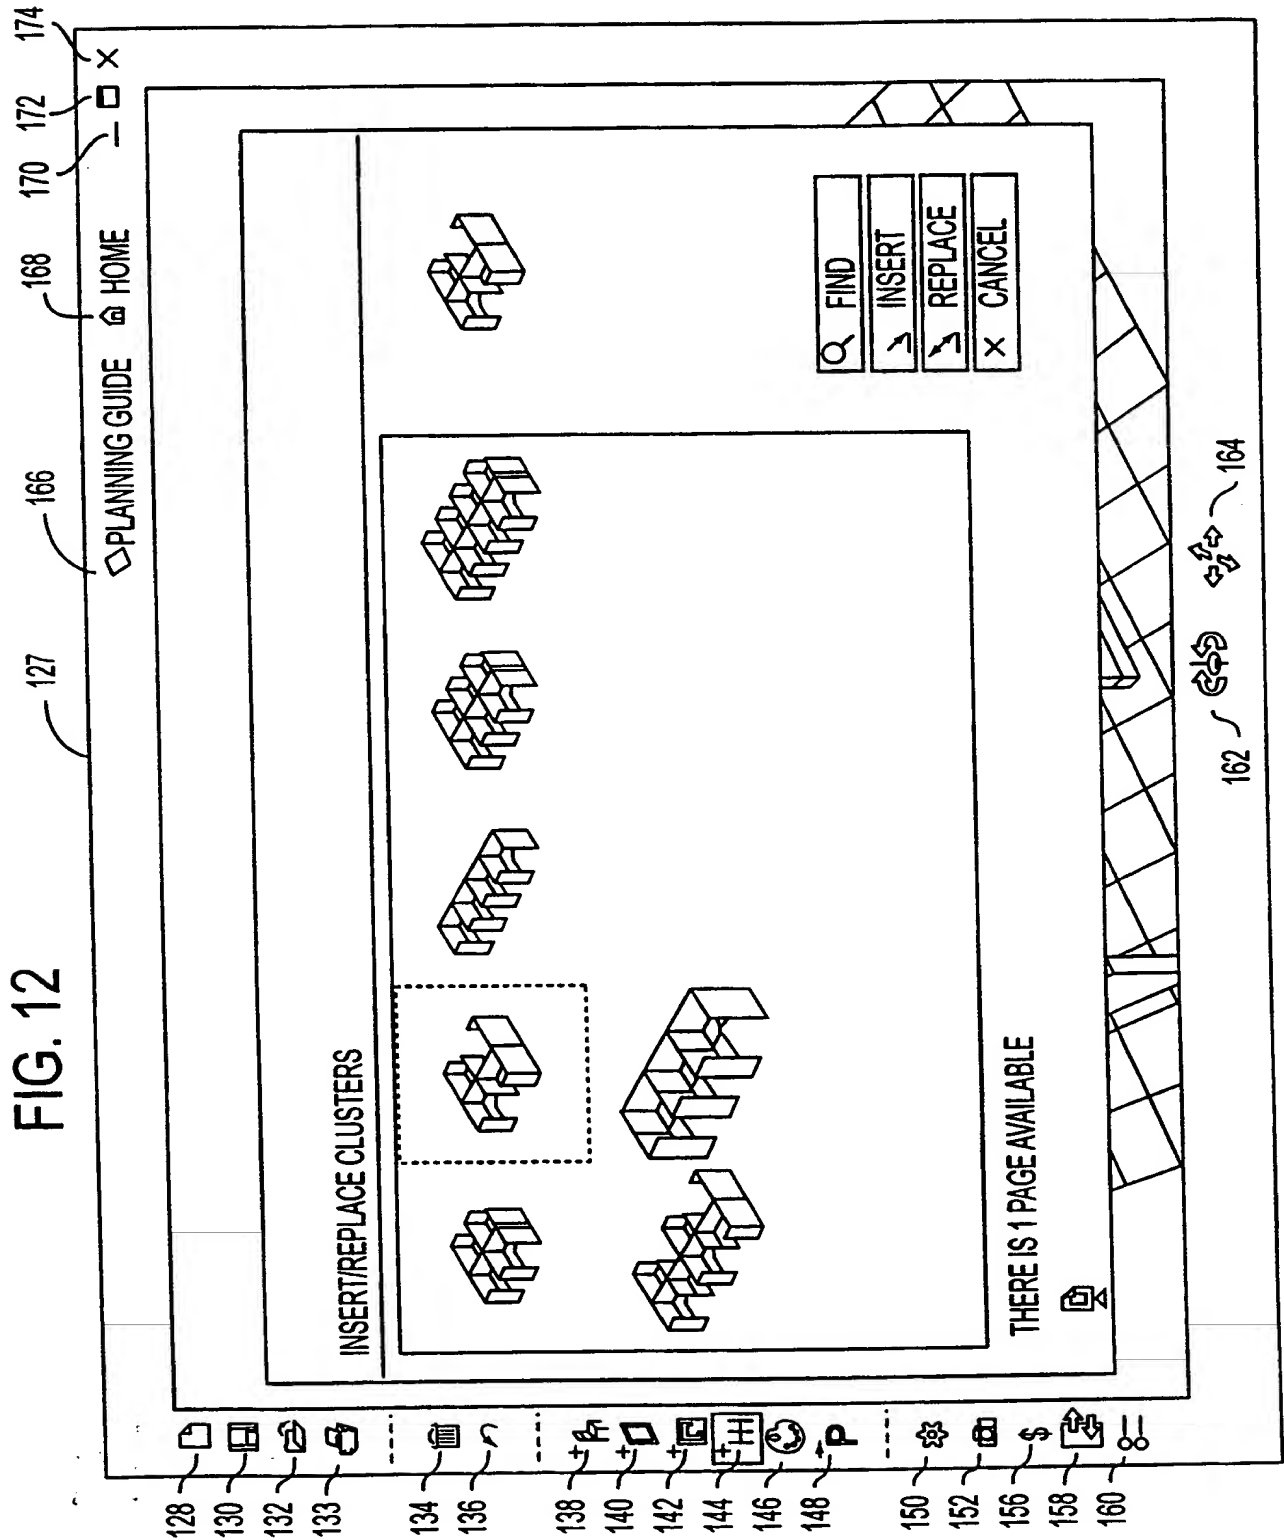 FIG. 12
127
166
168
170
172
174
PLANNING GUIDE
HOME
X
128
130
132
133
134
136
138
140
142
144
146
148
P
150
152
156
$
158
160
INSERT/REPLACE CLUSTERS
FIND
INSERT
REPLACE
X CANCEL
THERE IS 1 PAGE AVAILABLE
162
164